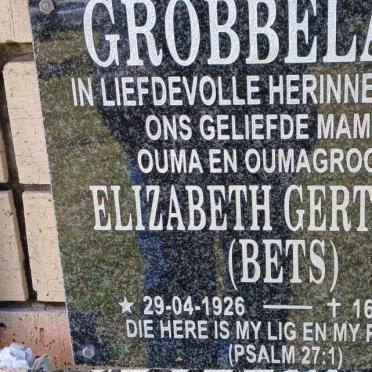 GROBBELA
IN LIEFDEVOLLE HERINNE
ONS GELIEFDE MAM
OUMA EN OUMAGROO
ELIZABETH GERT
(BETS)
★ 29-04-1926 — ✝ 16
DIE HERE IS MY LIG EN MY
(PSALM 27:1)